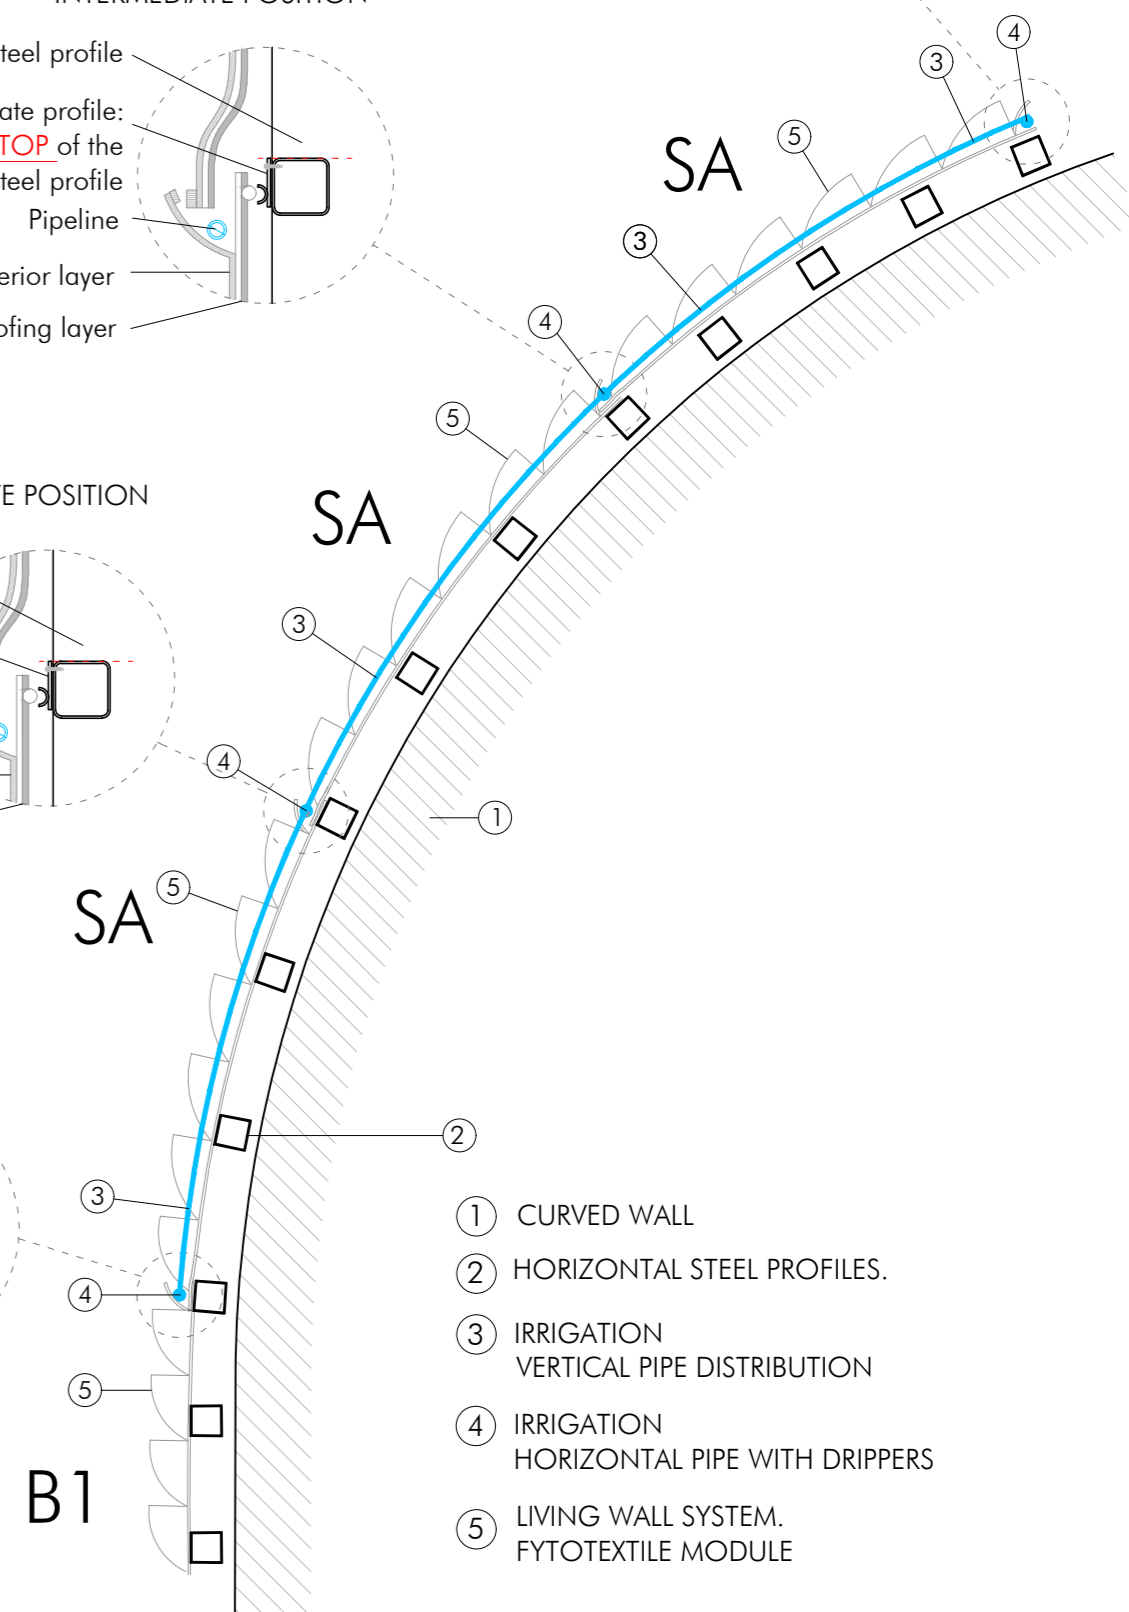 INTERMEDIATE POSITION
teel profile
ate profile:
TOP of the
teel profile
Pipeline
erior layer
ofing layer
4
3
SA
5
3
4
5
TE POSITION
SA
3
4
1
SA
5
2
3
4
5
B1
1 CURVED WALL
2 HORIZONTAL STEEL PROFILES.
3 IRRIGATION
VERTICAL PIPE DISTRIBUTION
4 IRRIGATION
HORIZONTAL PIPE WITH DRIPPERS
5 LIVING WALL SYSTEM.
FYTOTEXTILE MODULE